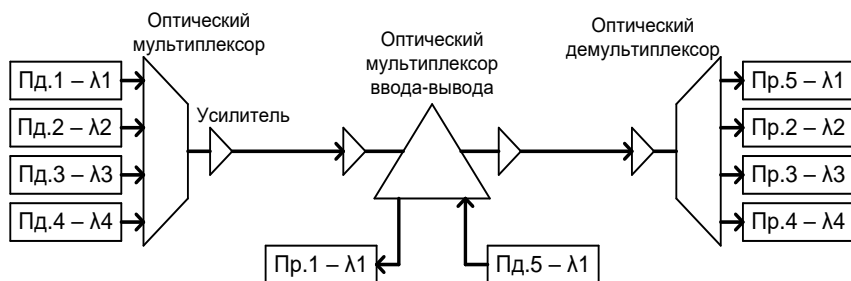 Оптический
мультиплексор
Оптический
мультиплексор
ввода-вывода
Оптический
демультиплексор
Усилитель
Пд.1 – λ1
Пд.2 – λ2
Пд.3 – λ3
Пд.4 – λ4
Пр.5 – λ1
Пр.2 – λ2
Пр.3 – λ3
Пр.4 – λ4
Пр.1 – λ1
Пд.5 – λ1